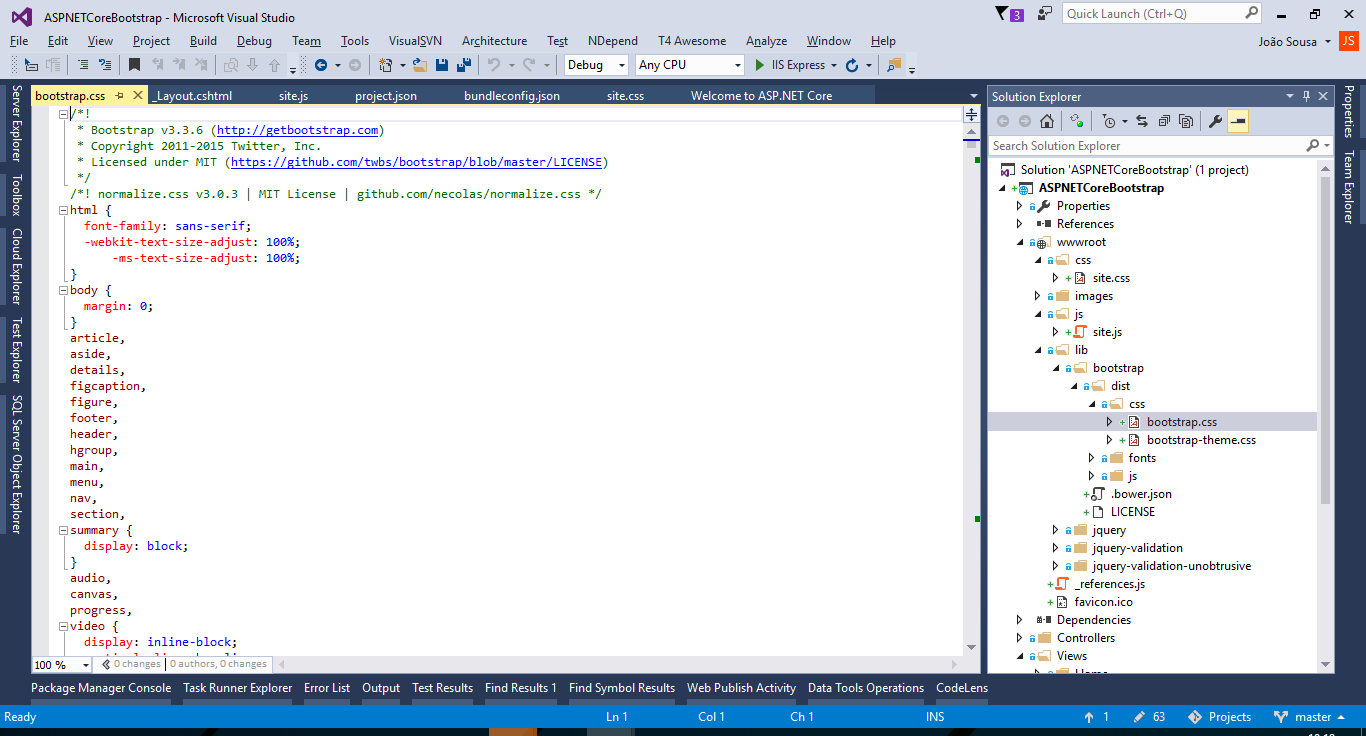 ASPNETCoreBootstrap - Microsoft Visual Studio
3
Quick Launch (Ctrl+Q)
File Edit View Project Build Debug Team Tools VisualSVN Architecture Test NDepend T4 Awesome Analyze Window Help
João Sousa JS
Debug Any CPU IIS Express
Server Explorer
Toolbox
Cloud Explorer
Test Explorer
SQL Server Object Explorer
bootstrap.css _Layout.cshtml site.js project.json bundleconfig.json site.css Welcome to ASP.NET Core
/*!
* Bootstrap v3.3.6 (http://getbootstrap.com)
* Copyright 2011-2015 Twitter, Inc.
* Licensed under MIT (https://github.com/twbs/bootstrap/blob/master/LICENSE)
*/
/*! normalize.css v3.0.3 | MIT License | github.com/necolas/normalize.css */
html {
font-family: sans-serif;
-webkit-text-size-adjust: 100%;
-ms-text-size-adjust: 100%;
}
body {
margin: 0;
}
article,
aside,
details,
figcaption,
figure,
footer,
header,
hgroup,
main,
menu,
nav,
section,
summary {
display: block;
}
audio,
canvas,
progress,
video {
display: inline-block;
100 % 0 changes | 0 authors, 0 changes
Solution Explorer
Search Solution Explorer
Solution 'ASPNETCoreBootstrap' (1 project)
ASPNETCoreBootstrap
Properties
References
wwwroot
css
site.css
images
js
site.js
lib
bootstrap
dist
css
bootstrap.css
bootstrap-theme.css
fonts
js
.bower.json
LICENSE
jquery
jquery-validation
jquery-validation-unobtrusive
_references.js
favicon.ico
Dependencies
Controllers
Views
Properties
Team Explorer
Package Manager Console Task Runner Explorer Error List Output Test Results Find Results 1 Find Symbol Results Web Publish Activity Data Tools Operations CodeLens
Ready Ln 1 Col 1 Ch 1 INS 1 63 Projects master